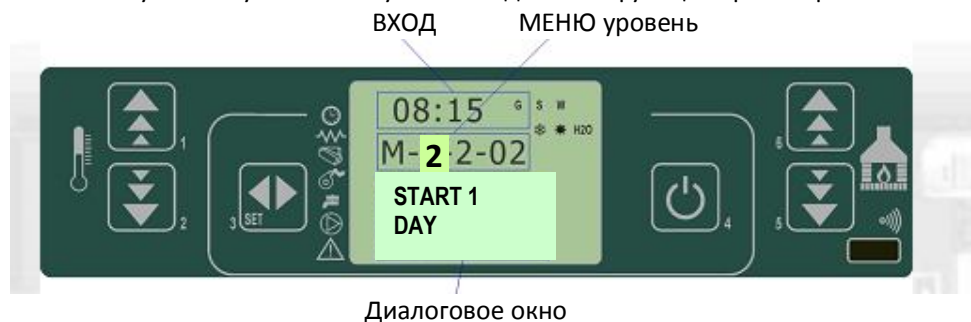 ВХОД МЕНЮ уровень
08:15 G S W
H2O
M-2-2-02
START 1
DAY
1
2
3 SET
4
5
6
Диалоговое окно